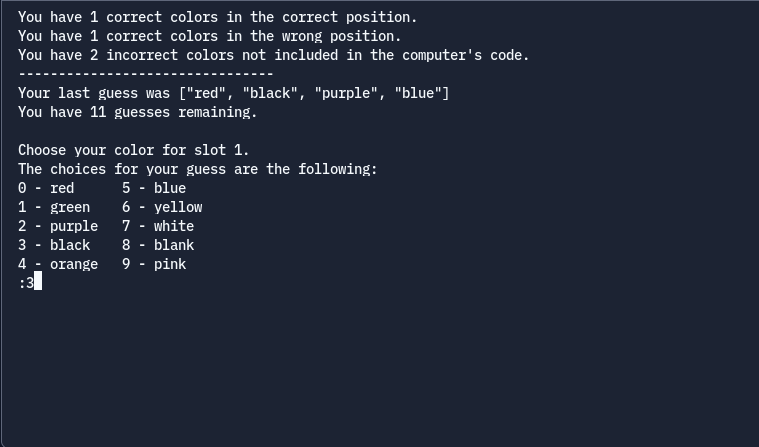 You have 1 correct colors in the correct position.
You have 1 correct colors in the wrong position.
You have 2 incorrect colors not included in the computer's code.
--------------------------------
Your last guess was ["red", "black", "purple", "blue"]
You have 11 guesses remaining.

Choose your color for slot 1.
The choices for your guess are the following:
0 - red      5 - blue
1 - green    6 - yellow
2 - purple   7 - white
3 - black    8 - blank
4 - orange   9 - pink
:3